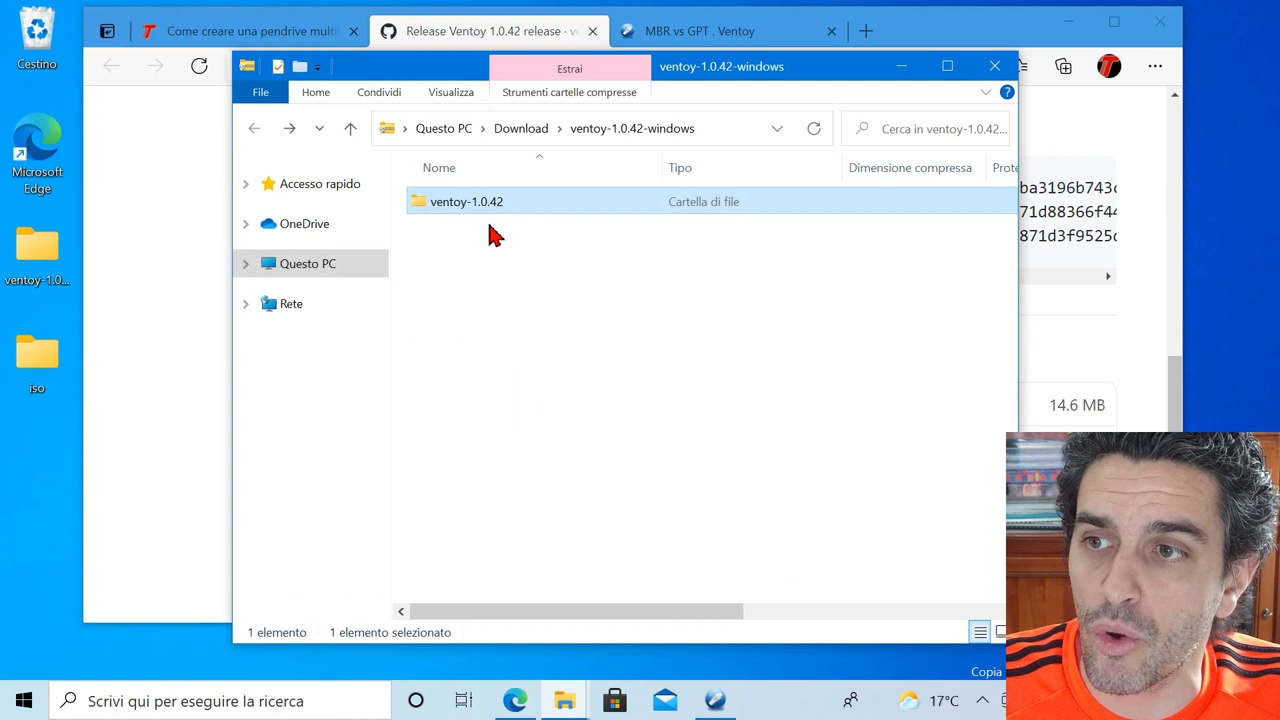 Cestino
Microsoft
Edge
ventoy-1.0...
iso
Come creare una pendrive multi
Release Ventoy 1.0.42 release · v
MBR vs GPT . Ventoy
Estrai
ventoy-1.0.42-windows
File
Home
Condividi
Visualizza
Strumenti cartelle compresse
Questo PC
Download
ventoy-1.0.42-windows
Cerca in ventoy-1.0.42...
Nome
Tipo
Dimensione compressa
Prote
ventoy-1.0.42
Cartella di file
Accesso rapido
OneDrive
Questo PC
Rete
ba3196b743c
71d88366f44
871d3f9525c
14.6 MB
1 elemento
1 elemento selezionato
Copia
Scrivi qui per eseguire la ricerca
17°C